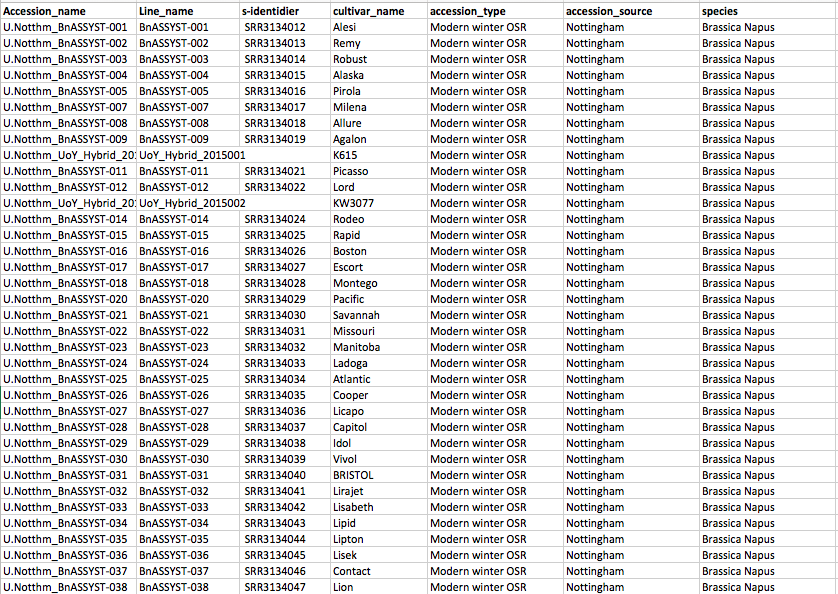 Accession_name Line_name s-identidier cultivar_name accession_type accession_source species
U.Notthm_BnASSYST-001 BnASSYST-001 SRR3134012 Alesi Modern winter OSR Nottingham Brassica Napus
U.Notthm_BnASSYST-002 BnASSYST-002 SRR3134013 Remy Modern winter OSR Nottingham Brassica Napus
U.Notthm_BnASSYST-003 BnASSYST-003 SRR3134014 Robust Modern winter OSR Nottingham Brassica Napus
U.Notthm_BnASSYST-004 BnASSYST-004 SRR3134015 Alaska Modern winter OSR Nottingham Brassica Napus
U.Notthm_BnASSYST-005 BnASSYST-005 SRR3134016 Pirola Modern winter OSR Nottingham Brassica Napus
U.Notthm_BnASSYST-007 BnASSYST-007 SRR3134017 Milena Modern winter OSR Nottingham Brassica Napus
U.Notthm_BnASSYST-008 BnASSYST-008 SRR3134018 Allure Modern winter OSR Nottingham Brassica Napus
U.Notthm_BnASSYST-009 BnASSYST-009 SRR3134019 Agalon Modern winter OSR Nottingham Brassica Napus
U.Notthm_UoY_Hybrid_201 UoY_Hybrid_2015001 K615 Modern winter OSR Nottingham Brassica Napus
U.Notthm_BnASSYST-011 BnASSYST-011 SRR3134021 Picasso Modern winter OSR Nottingham Brassica Napus
U.Notthm_BnASSYST-012 BnASSYST-012 SRR3134022 Lord Modern winter OSR Nottingham Brassica Napus
U.Notthm_UoY_Hybrid_201 UoY_Hybrid_2015002 KW3077 Modern winter OSR Nottingham Brassica Napus
U.Notthm_BnASSYST-014 BnASSYST-014 SRR3134024 Rodeo Modern winter OSR Nottingham Brassica Napus
U.Notthm_BnASSYST-015 BnASSYST-015 SRR3134025 Rapid Modern winter OSR Nottingham Brassica Napus
U.Notthm_BnASSYST-016 BnASSYST-016 SRR3134026 Boston Modern winter OSR Nottingham Brassica Napus
U.Notthm_BnASSYST-017 BnASSYST-017 SRR3134027 Escort Modern winter OSR Nottingham Brassica Napus
U.Notthm_BnASSYST-018 BnASSYST-018 SRR3134028 Montego Modern winter OSR Nottingham Brassica Napus
U.Notthm_BnASSYST-020 BnASSYST-020 SRR3134029 Pacific Modern winter OSR Nottingham Brassica Napus
U.Notthm_BnASSYST-021 BnASSYST-021 SRR3134030 Savannah Modern winter OSR Nottingham Brassica Napus
U.Notthm_BnASSYST-022 BnASSYST-022 SRR3134031 Missouri Modern winter OSR Nottingham Brassica Napus
U.Notthm_BnASSYST-023 BnASSYST-023 SRR3134032 Manitoba Modern winter OSR Nottingham Brassica Napus
U.Notthm_BnASSYST-024 BnASSYST-024 SRR3134033 Ladoga Modern winter OSR Nottingham Brassica Napus
U.Notthm_BnASSYST-025 BnASSYST-025 SRR3134034 Atlantic Modern winter OSR Nottingham Brassica Napus
U.Notthm_BnASSYST-026 BnASSYST-026 SRR3134035 Cooper Modern winter OSR Nottingham Brassica Napus
U.Notthm_BnASSYST-027 BnASSYST-027 SRR3134036 Licapo Modern winter OSR Nottingham Brassica Napus
U.Notthm_BnASSYST-028 BnASSYST-028 SRR3134037 Capitol Modern winter OSR Nottingham Brassica Napus
U.Notthm_BnASSYST-029 BnASSYST-029 SRR3134038 Idol Modern winter OSR Nottingham Brassica Napus
U.Notthm_BnASSYST-030 BnASSYST-030 SRR3134039 Vivol Modern winter OSR Nottingham Brassica Napus
U.Notthm_BnASSYST-031 BnASSYST-031 SRR3134040 BRISTOL Modern winter OSR Nottingham Brassica Napus
U.Notthm_BnASSYST-032 BnASSYST-032 SRR3134041 Lirajet Modern winter OSR Nottingham Brassica Napus
U.Notthm_BnASSYST-033 BnASSYST-033 SRR3134042 Lisabeth Modern winter OSR Nottingham Brassica Napus
U.Notthm_BnASSYST-034 BnASSYST-034 SRR3134043 Lipid Modern winter OSR Nottingham Brassica Napus
U.Notthm_BnASSYST-035 BnASSYST-035 SRR3134044 Lipton Modern winter OSR Nottingham Brassica Napus
U.Notthm_BnASSYST-036 BnASSYST-036 SRR3134045 Lisek Modern winter OSR Nottingham Brassica Napus
U.Notthm_BnASSYST-037 BnASSYST-037 SRR3134046 Contact Modern winter OSR Nottingham Brassica Napus
U.Notthm_BnASSYST-038 BnASSYST-038 SRR3134047 Lion Modern winter OSR Nottingham Brassica Napus